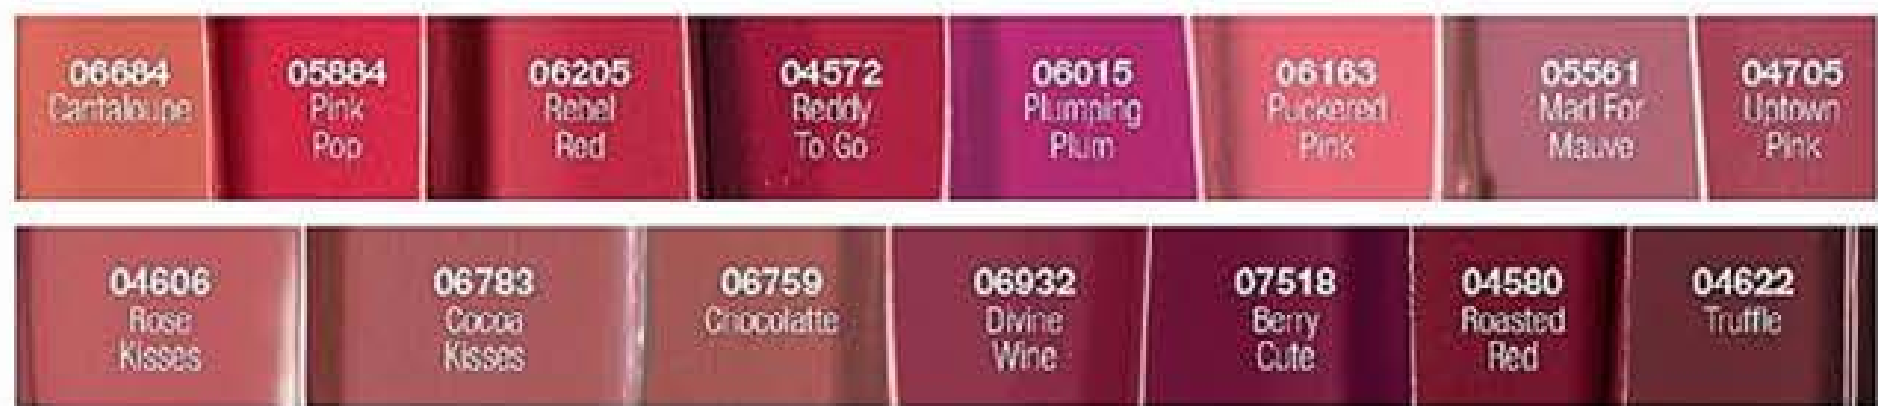 06684
Cantaloupe
05884
Pink
Pop
06205
Rebel
Red
04572
Reddy
To Go
06015
Plumping
Plum
06163
Puckered
Pink
05561
Mad For
Mauve
04705
Uptown
Pink
04606
Rose
Kisses
06783
Cocoa
Kisses
06759
Chocolatte
06932
Divine
Wine
07518
Berry
Cute
04580
Roasted
Red
04622
Truffle